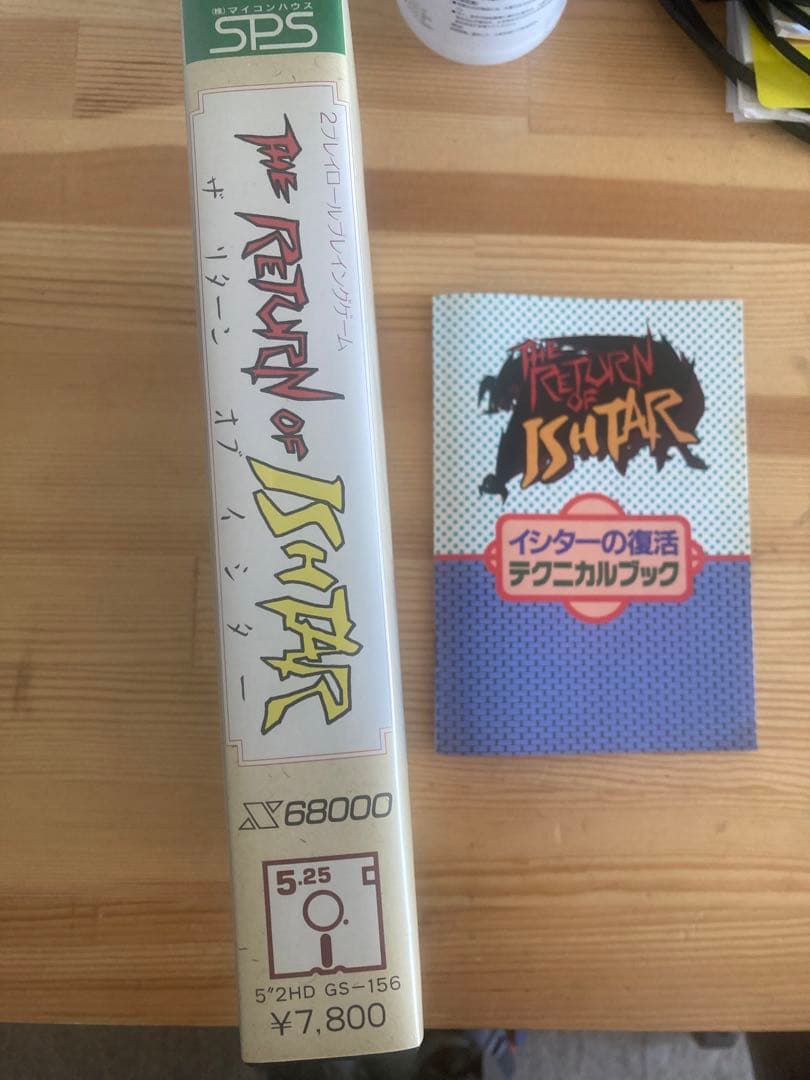 (株)マイコンハウス
SPS
2プレイロールプレイングゲーム
THE RETURN OF ISHTAR
ザ リターン オブ イシター
X68000
5.25
5"2HD GS-156
¥7,800
THE
RETURN
OF
ISHTAR
イシターの復活
テクニカルブック